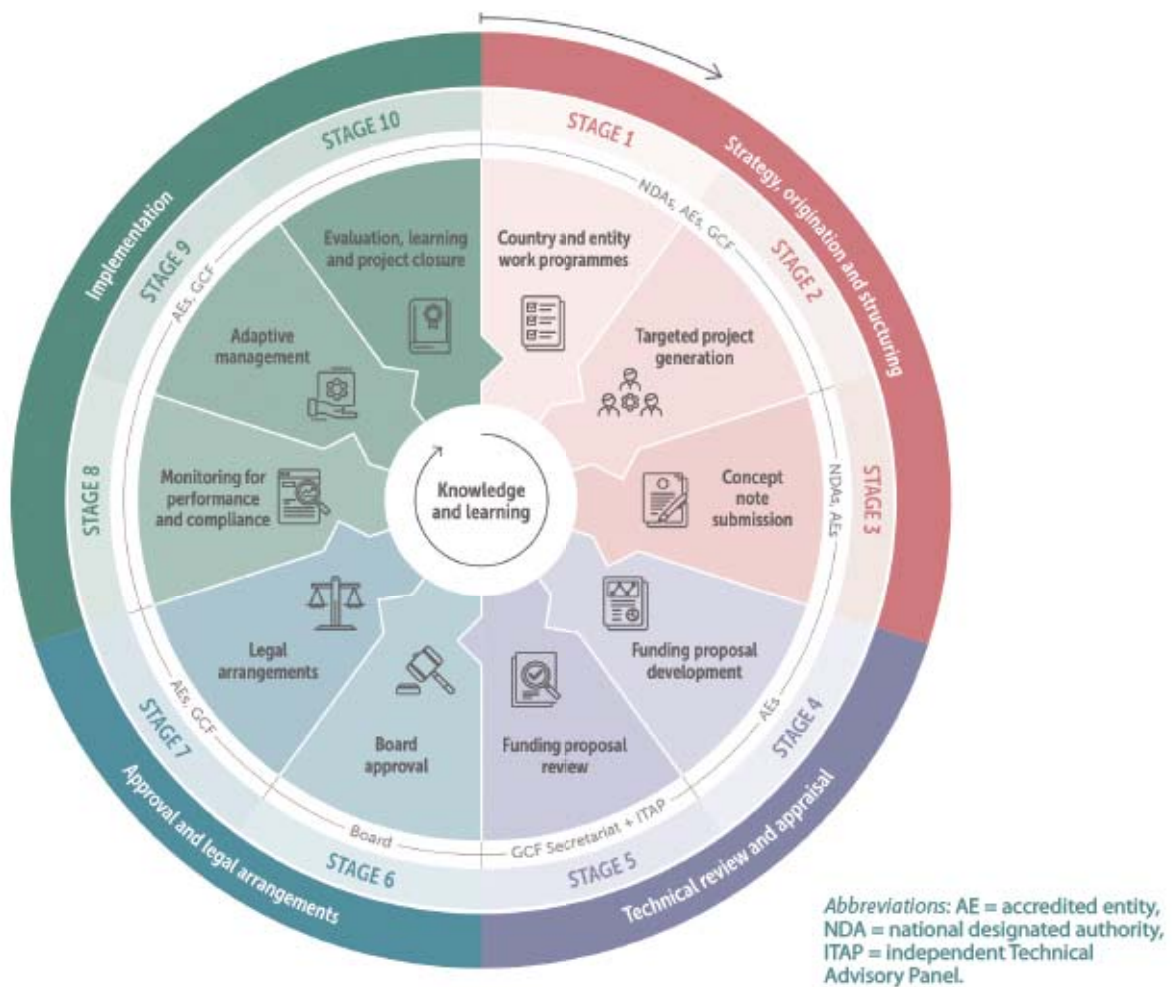 STAGE 1
Strategy, origination and structuring
NDAs, AEs, GCF
Country and entity
work programmes
STAGE 2
Targeted project
generation
STAGE 3
NDAs, AEs
Concept
note
submission
STAGE 4
AEs
Funding proposal
development
Technical review and appraisal
STAGE 5
GCF Secretariat + ITAP
Funding proposal
review
STAGE 6
Board
Board
approval
Approval and legal arrangements
STAGE 7
AEs, GCF
Legal
arrangements
STAGE 8
Monitoring for
performance
and compliance
Implementation
STAGE 9
AEs, GCF
Adaptive
management
STAGE 10
Evaluation, learning
and project closure
Knowledge
and learning
Abbreviations: AE = accredited entity,
NDA = national designated authority,
ITAP = independent Technical
Advisory Panel.